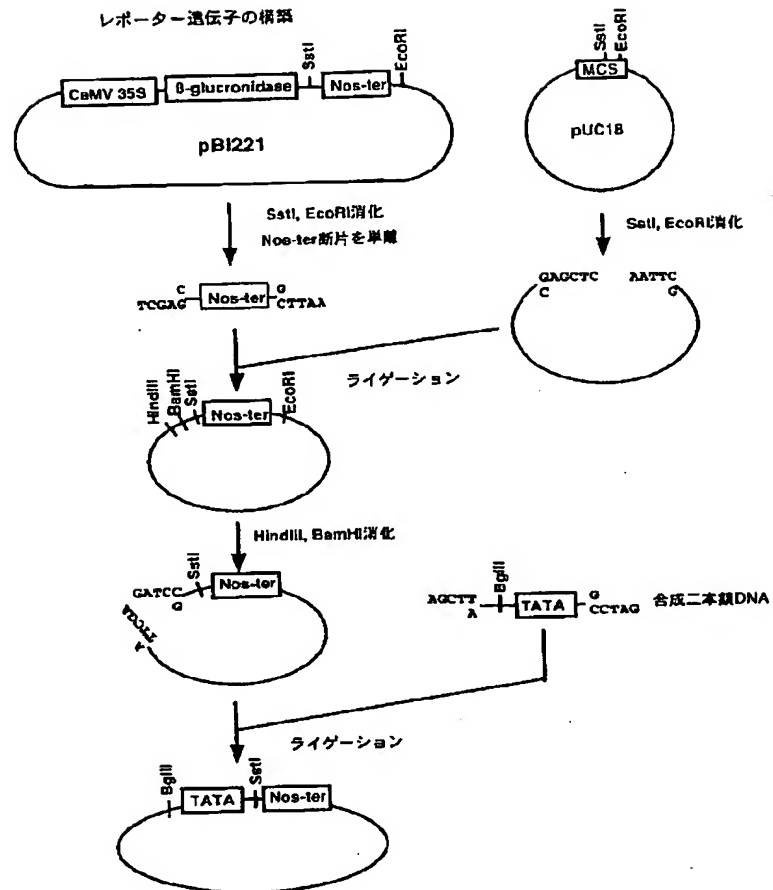 レポーター遺伝子の構築
SstI
EcoRI
CaMV 35S
β-glucronidase
Nos-ter
pBI221
SstI
EcoRI
MCS
pUC18
SstI, EcoRI消化
Nos-ter断片を単離
SstI, EcoRI消化
C
TCGAG
Nos-ter
G
CTTAA
GAGCTC
C
AATTC
G
ライゲーション
HindIII
BamHI
SstI
Nos-ter
EcoRI
HindIII, BamHI消化
GATCC
G
SstI
Nos-ter
TTCGA
A
AGCTT
A
BglII
TATA
G
CCTAG
合成二本鎖DNA
ライゲーション
BglII
TATA
SstI
Nos-ter